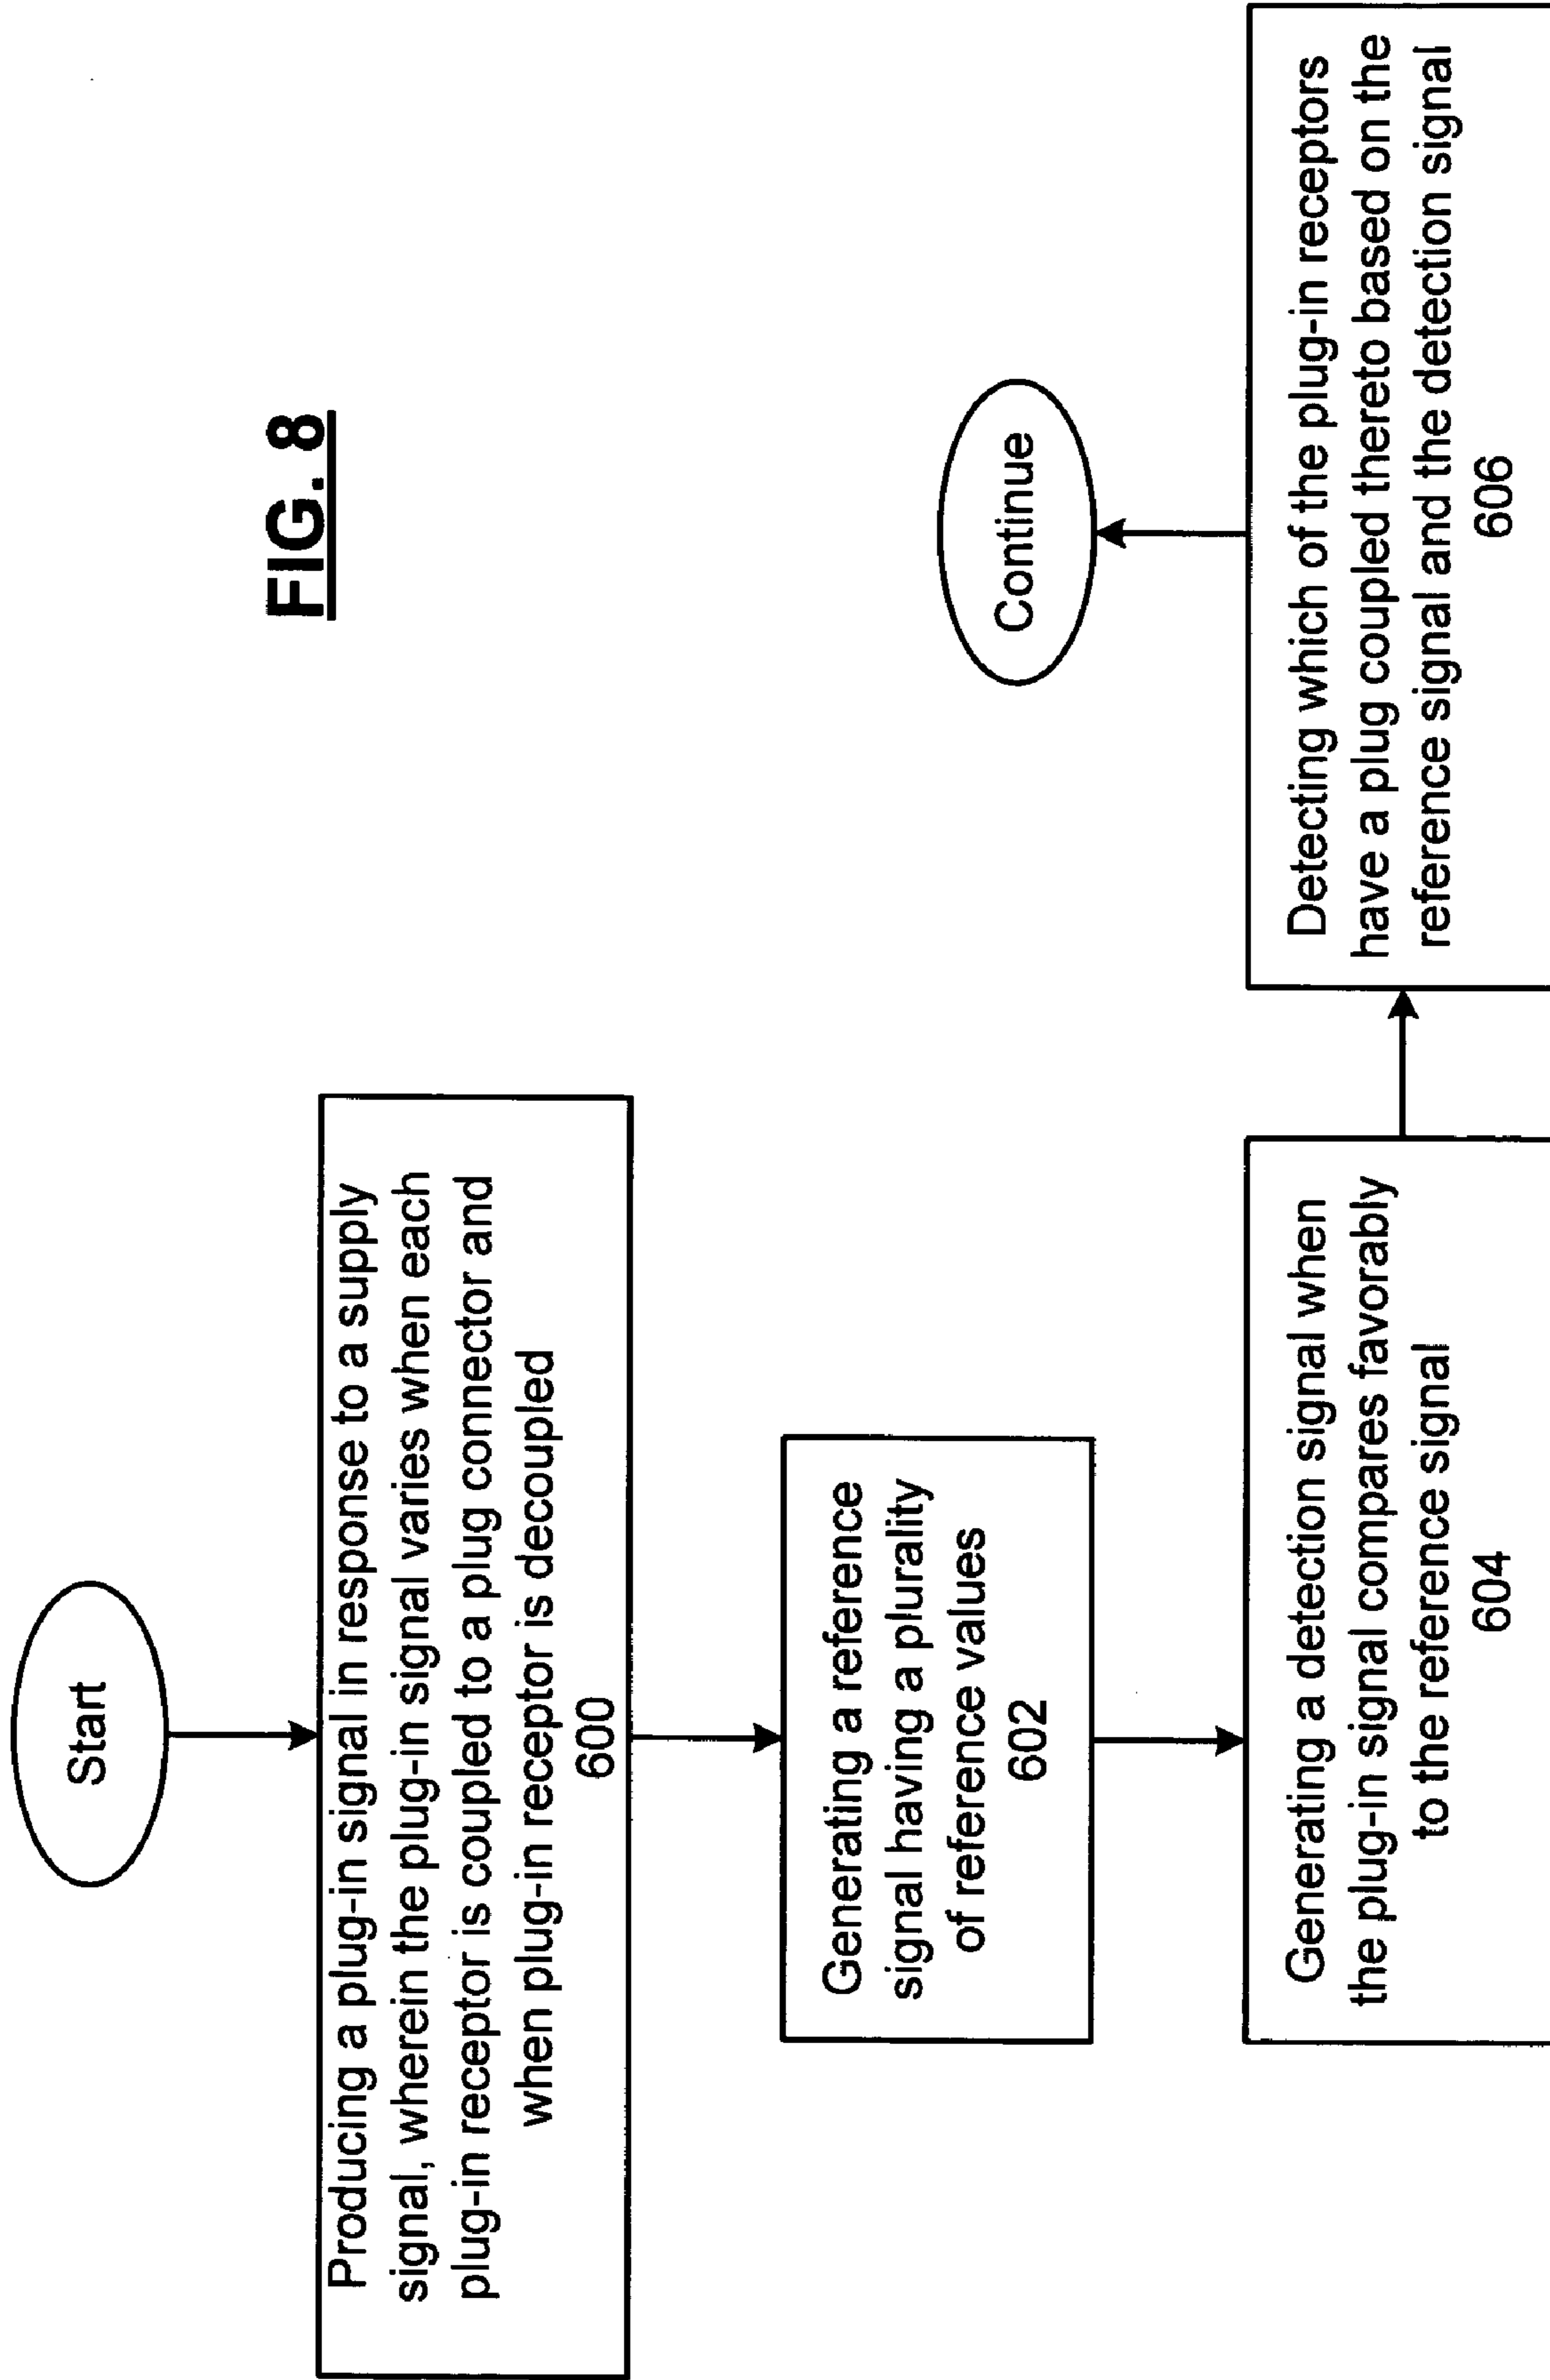 FIG. 8
Start
Producing a plug-in signal in response to a supply
signal, wherein the plug-in signal varies when each
plug-in receptor is coupled to a plug connector and
when plug-in receptor is decoupled
600
Generating a reference
signal having a plurality
of reference values
602
Generating a detection signal when
the plug-in signal compares favorably
to the reference signal
604
Detecting which of the plug-in receptors
have a plug coupled thereto based on the
reference signal and the detection signal
606
Continue